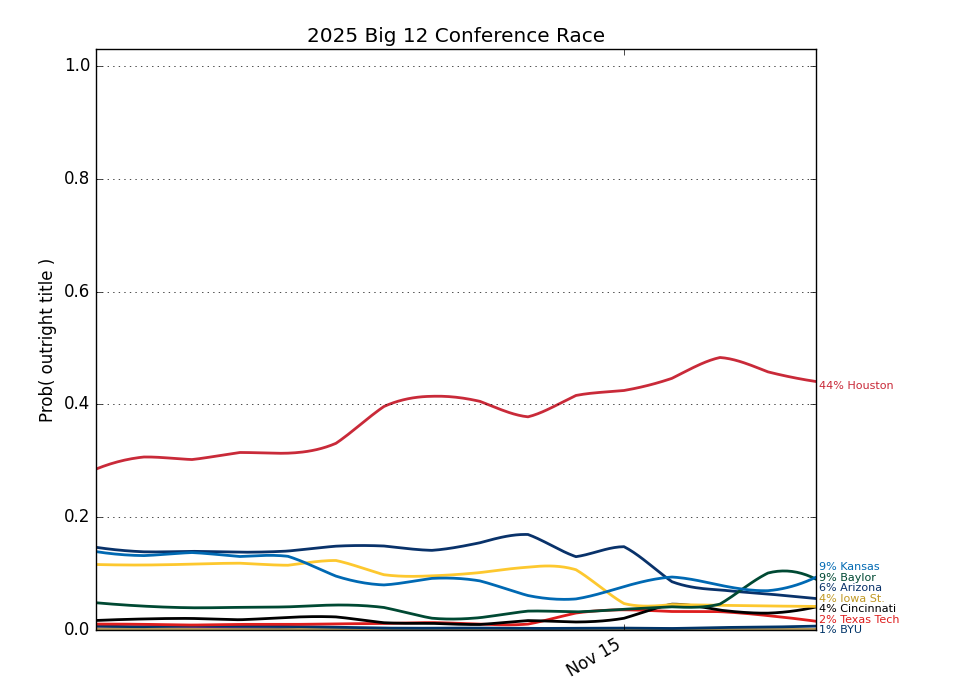 2025 Big 12 Conference Race
1.0
0.8
0.6
0.4
0.2
0.0
Prob( outright title )
Nov 15
44% Houston
9% Kansas
9% Baylor
6% Arizona
4% Iowa St.
4% Cincinnati
2% Texas Tech
1% BYU